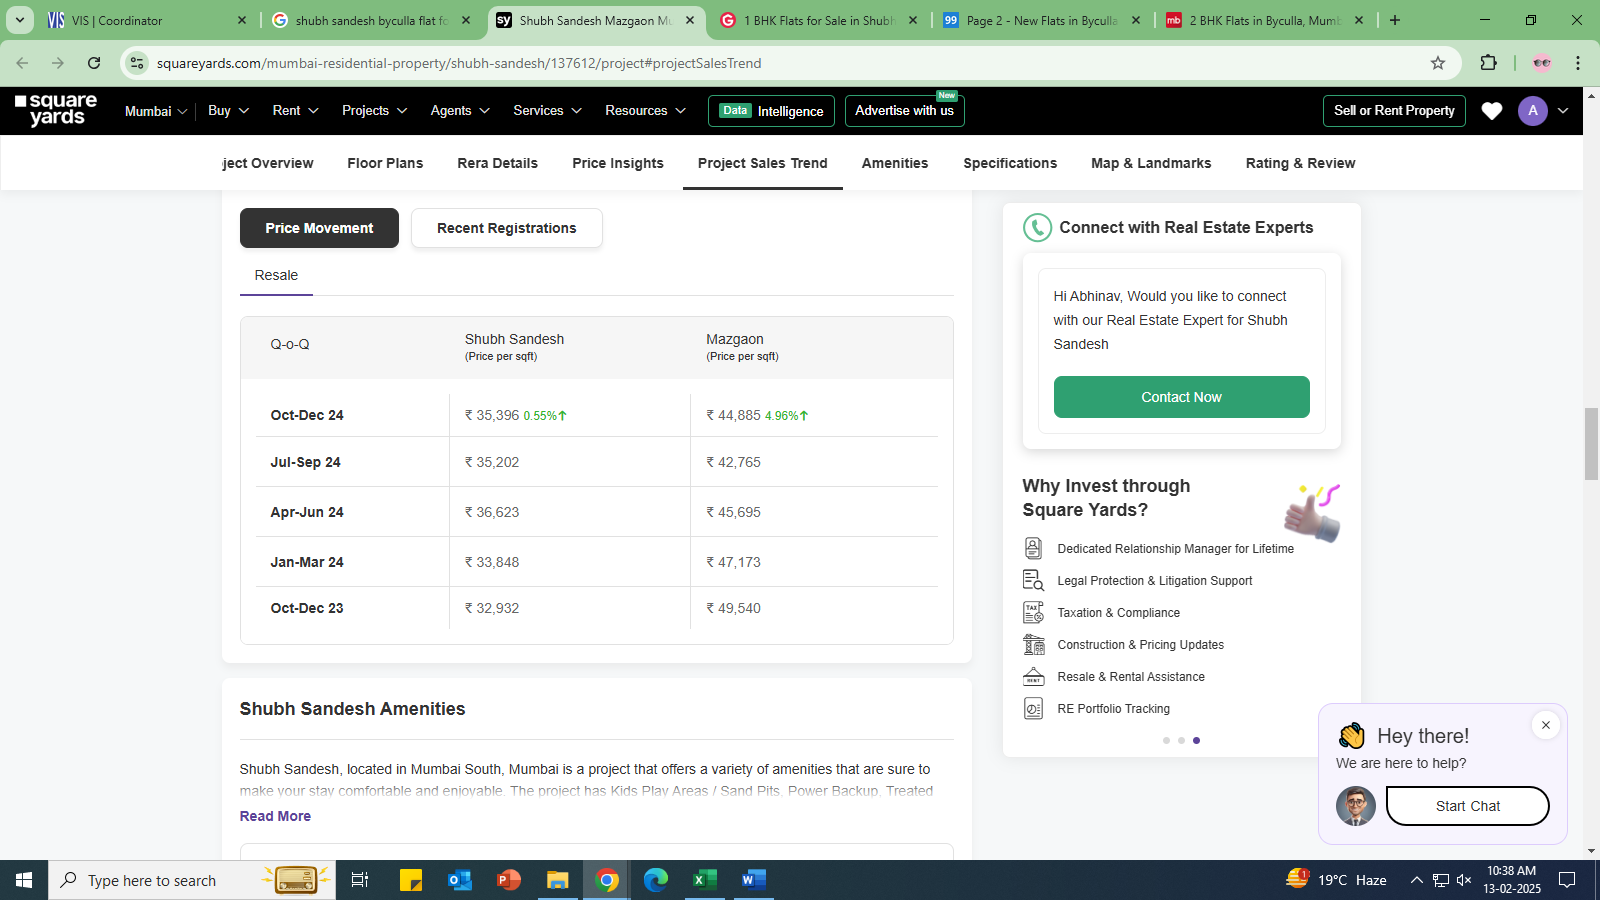 VIS | Coordinator
shubh sandesh byculla flat fo
Shubh Sandesh Mazgaon Mu
1 BHK Flats for Sale in Shubh
Page 2 - New Flats in Byculla
2 BHK Flats in Byculla, Mumb
squareyards.com/mumbai-residential-property/shubh-sandesh/137612/project#projectSalesTrend
square yards
Mumbai
Buy
Rent
Projects
Agents
Services
Resources
Data Intelligence
Advertise with us
New
Sell or Rent Property
A
ject Overview
Floor Plans
Rera Details
Price Insights
Project Sales Trend
Amenities
Specifications
Map & Landmarks
Rating & Review
Price Movement
Recent Registrations
Resale
Q-o-Q
Shubh Sandesh
(Price per sqft)
Mazgaon
(Price per sqft)
Oct-Dec 24
₹ 35,396 0.55%↑
₹ 44,885 4.96%↑
Jul-Sep 24
₹ 35,202
₹ 42,765
Apr-Jun 24
₹ 36,623
₹ 45,695
Jan-Mar 24
₹ 33,848
₹ 47,173
Oct-Dec 23
₹ 32,932
₹ 49,540
Shubh Sandesh Amenities
Shubh Sandesh, located in Mumbai South, Mumbai is a project that offers a variety of amenities that are sure to
make your stay comfortable and enjoyable. The project has Kids Play Areas / Sand Pits, Power Backup, Treated
Read More
Connect with Real Estate Experts
Hi Abhinav, Would you like to connect
with our Real Estate Expert for Shubh
Sandesh
Contact Now
Why Invest through
Square Yards?
Dedicated Relationship Manager for Lifetime
Legal Protection & Litigation Support
Taxation & Compliance
Construction & Pricing Updates
Resale & Rental Assistance
RE Portfolio Tracking
Hey there!
We are here to help?
Start Chat
Type here to search
19°C Haze
10:38 AM
13-02-2025